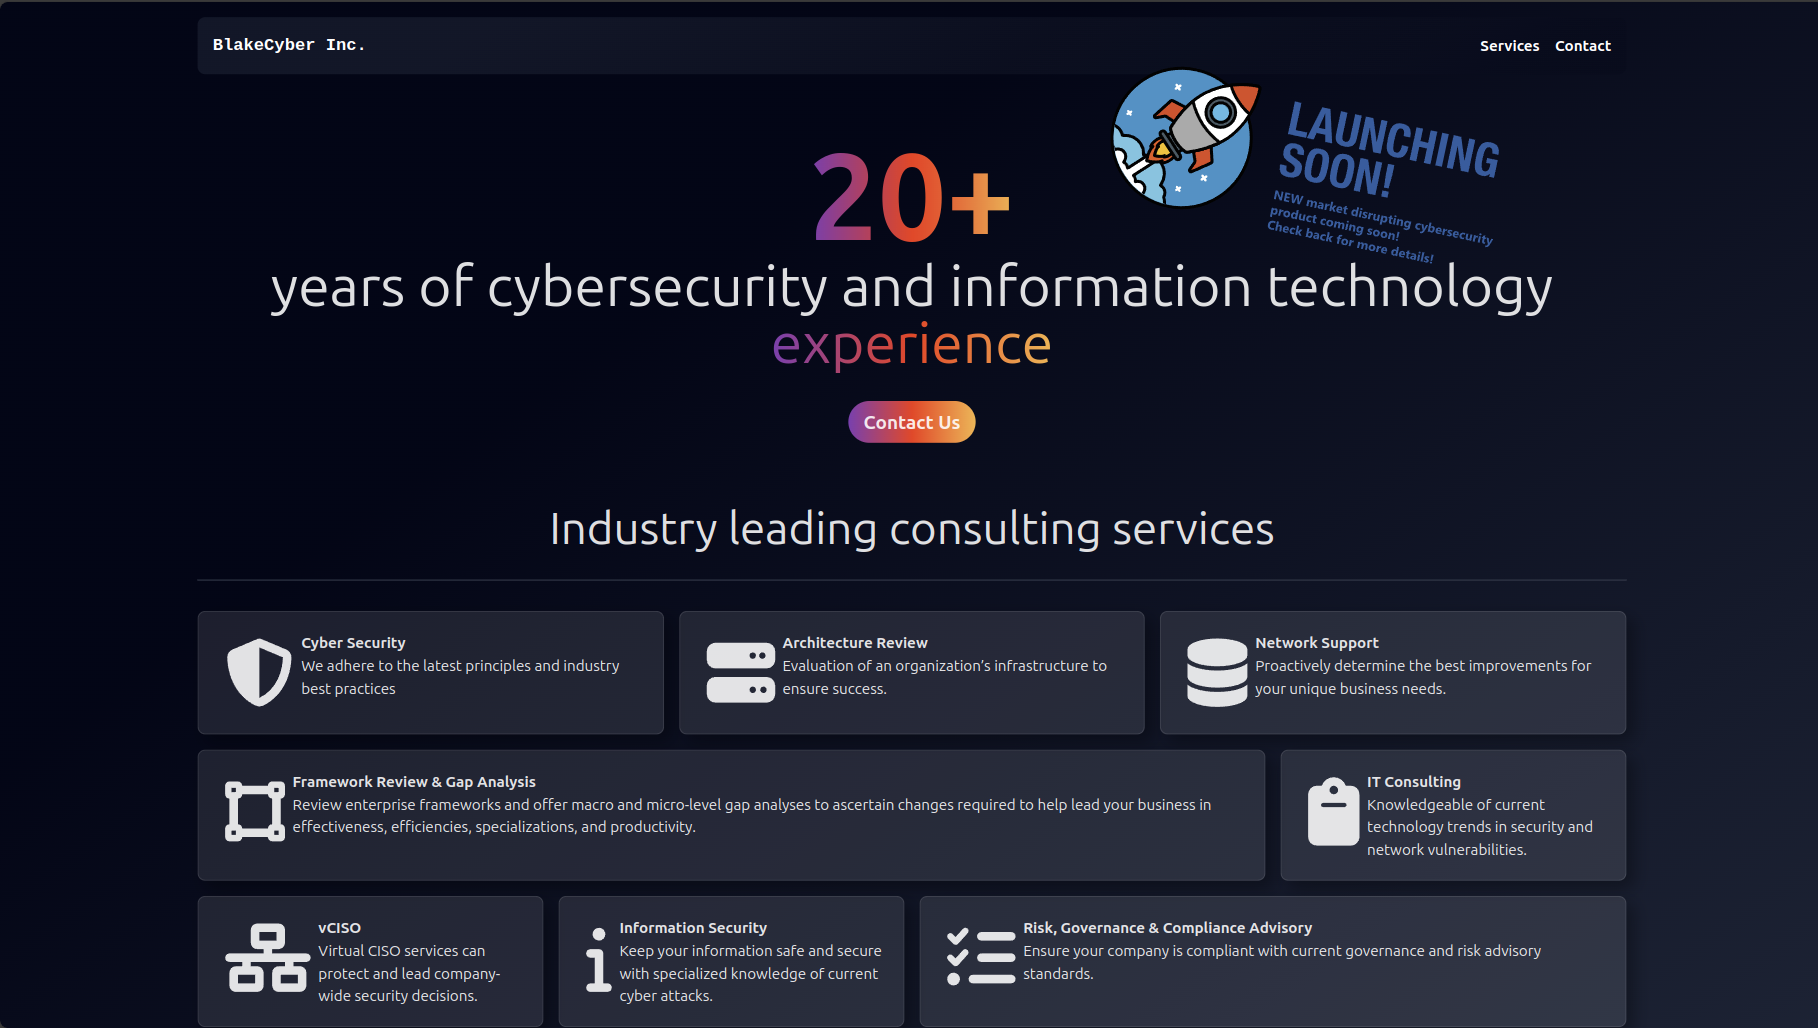 BlakeCyber Inc.
Services
Contact
LAUNCHING
SOON!
NEW market disrupting cybersecurity
product coming soon!
Check back for more details!
20+
years of cybersecurity and information technology
experience
Contact Us
Industry leading consulting services
Cyber Security
We adhere to the latest principles and industry
best practices
Architecture Review
Evaluation of an organization’s infrastructure to
ensure success.
Network Support
Proactively determine the best improvements for
your unique business needs.
Framework Review & Gap Analysis
Review enterprise frameworks and offer macro and micro-level gap analyses to ascertain changes required to help lead your business in
effectiveness, efficiencies, specializations, and productivity.
IT Consulting
Knowledgeable of current
technology trends in security and
network vulnerabilities.
vCISO
Virtual CISO services can
protect and lead company-
wide security decisions.
Information Security
Keep your information safe and secure
with specialized knowledge of current
cyber attacks.
Risk, Governance & Compliance Advisory
Ensure your company is compliant with current governance and risk advisory
standards.